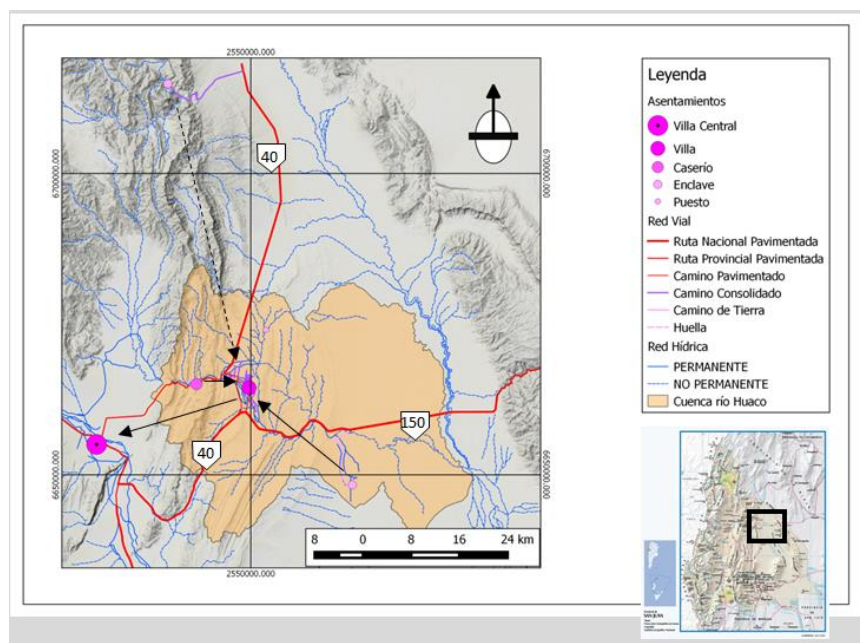 2550000.000
6700000.000
6700000.000
40
150
40
6650000.000
6650000.000
8 0 8 16 24 km
2550000.000
Leyenda
Asentamientos
Villa Central
Villa
Caserío
Enclave
Puesto
Red Vial
Ruta Nacional Pavimentada
Ruta Provincial Pavimentada
Camino Pavimentado
Camino Consolidado
Camino de Tierra
Huella
Red Hídrica
PERMANENTE
NO PERMANENTE
Cuenca río Huaco
SAN JUAN